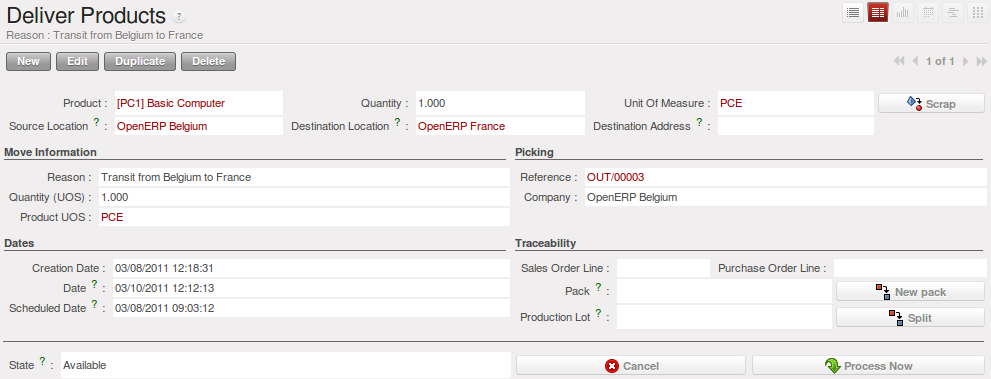 Deliver Products ?
Reason : Transit from Belgium to France
New Edit Duplicate Delete 1 of 1
Product : [PC1] Basic Computer Quantity : 1.000 Unit Of Measure : PCE Scrap
Source Location ? : OpenERP Belgium Destination Location ? : OpenERP France Destination Address ? :
Move Information Picking
Reason : Transit from Belgium to France Reference : OUT/00003
Quantity (UOS) : 1.000 Company : OpenERP Belgium
Product UOS : PCE
Dates Traceability
Creation Date : 03/08/2011 12:18:31 Sales Order Line : Purchase Order Line :
Date ? : 03/10/2011 12:12:13 Pack ? : New pack
Scheduled Date ? : 03/08/2011 09:03:12 Production Lot ? : Split
State ? : Available Cancel Process Now